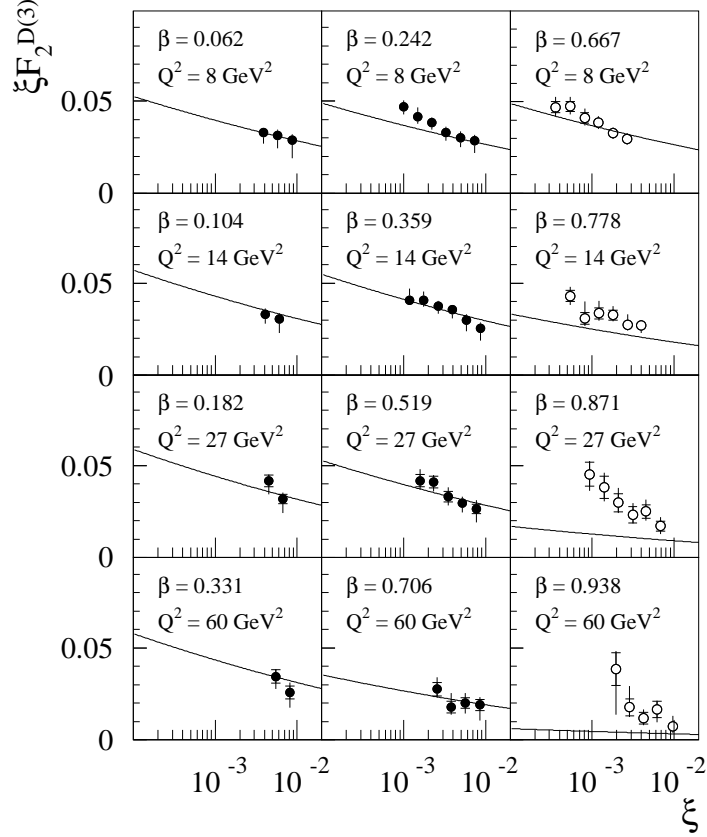 ξF₂ᴰ⁽³⁾
β = 0.062
Q² = 8 GeV²
β = 0.242
Q² = 8 GeV²
β = 0.667
Q² = 8 GeV²
0.05
0
β = 0.104
Q² = 14 GeV²
β = 0.359
Q² = 14 GeV²
β = 0.778
Q² = 14 GeV²
0.05
0
β = 0.182
Q² = 27 GeV²
β = 0.519
Q² = 27 GeV²
β = 0.871
Q² = 27 GeV²
0.05
0
β = 0.331
Q² = 60 GeV²
β = 0.706
Q² = 60 GeV²
β = 0.938
Q² = 60 GeV²
0.05
0
10⁻³ 10⁻² 10⁻³ 10⁻² 10⁻³ 10⁻²
ξ